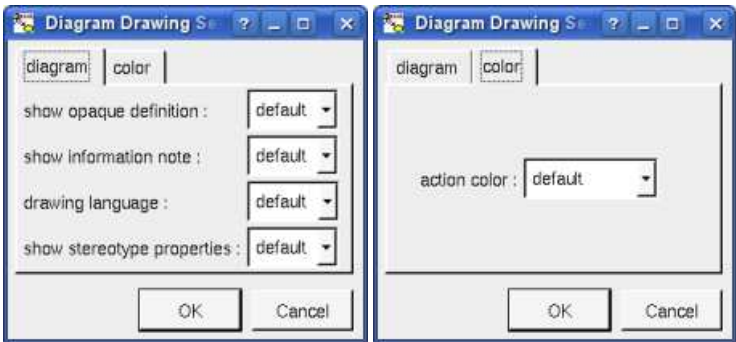 Diagram Drawing
diagram color
show opaque definition : default
show information note : default
drawing language : default
show stereotype properties : default
OK Cancel
Diagram Drawing
diagram color
action color : default
OK Cancel